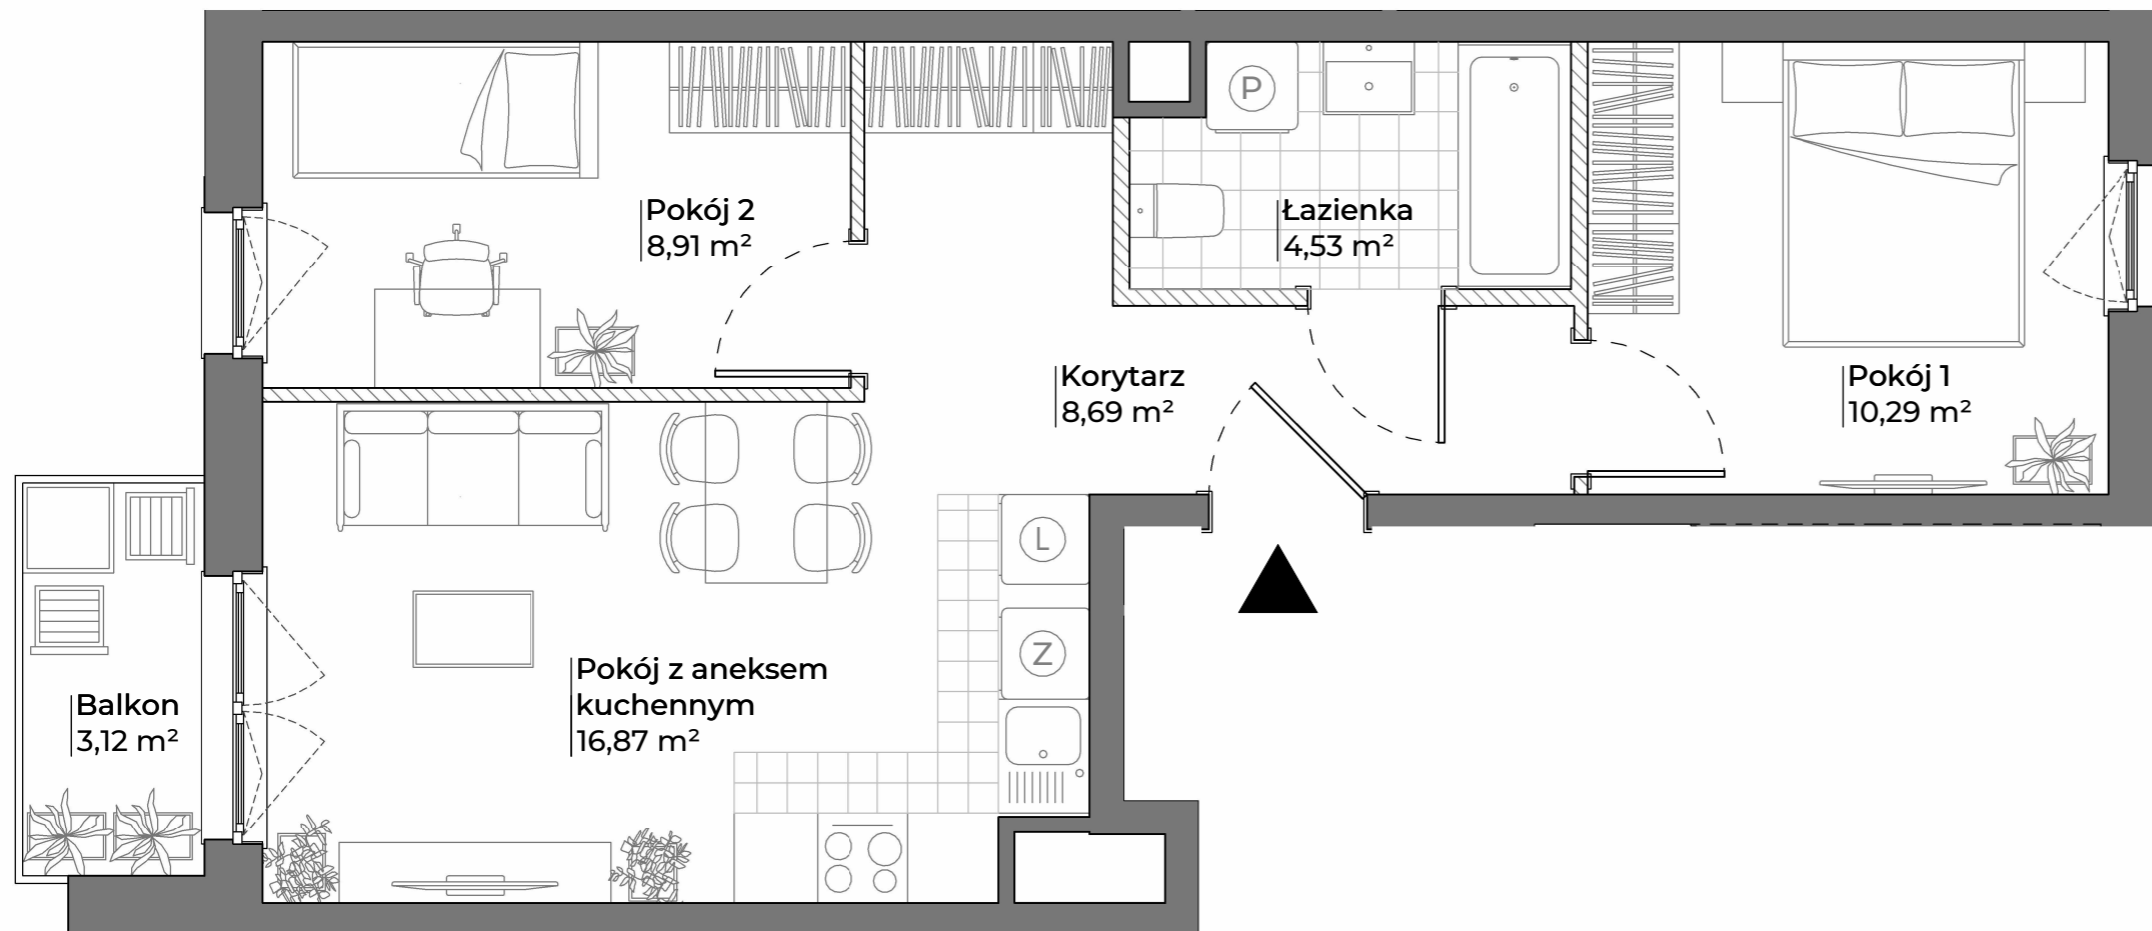 P
Pokój 2
8,91 m²
Łazienka
4,53 m²
Korytarz
8,69 m²
Pokój 1
10,29 m²
L
Z
Pokój z aneksem
kuchennym
16,87 m²
Balkon
3,12 m²